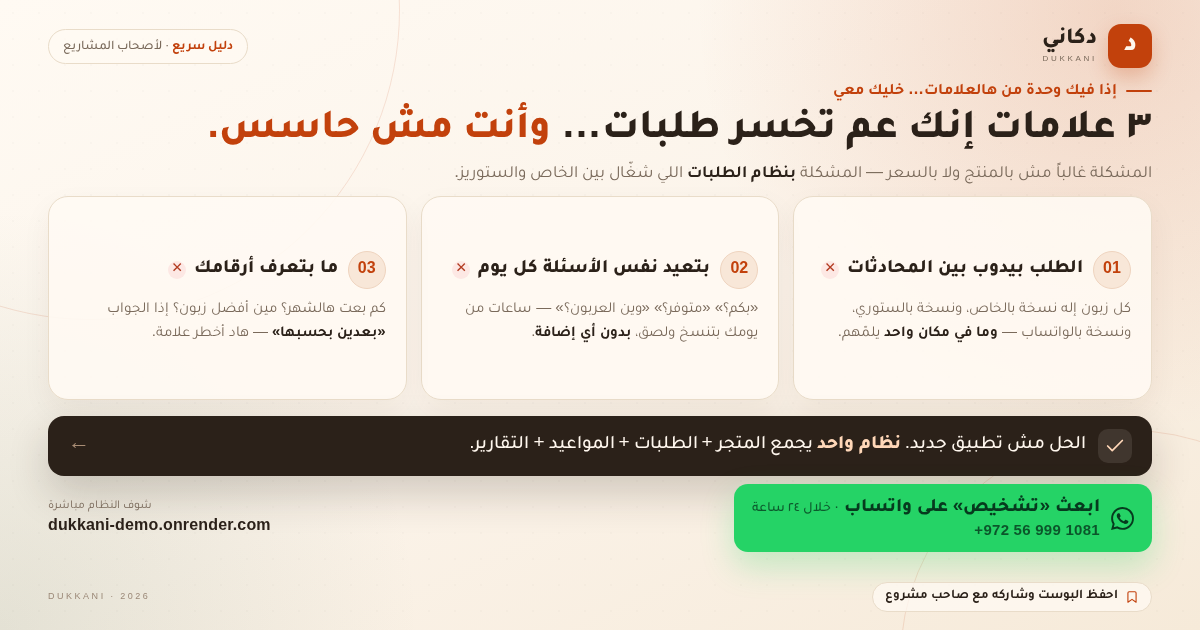 د
دكاني
DUKKANI
دليل سريع · لأصحاب المشاريع
إذا فيك وحدة من هالعلامات... خليك معي
٣ علامات إنك عم تخسر طلبات... وأنت مش حاسس.
المشكلة غالباً مش بالمنتج ولا بالسعر — المشكلة بنظام الطلبات اللي شغّال بين الخاص والستوريز.
01 الطلب بيدوب بين المحادثات ✕
كل زبون إله نسخة بالخاص، ونسخة بالستوري،
ونسخة بالواتساب — وما في مكان واحد يلمّهم.
02 بتعيد نفس الأسئلة كل يوم ✕
«بكم؟» «متوفر؟» «وين العربون؟» — ساعات من
يومك بتنسخ ولصق، بدون أي إضافة.
03 ما بتعرف أرقامك ✕
كم بعت هالشهر؟ مين أفضل زبون؟ إذا الجواب
«بعدين بحسبها» — هاد أخطر علامة.
الحل مش تطبيق جديد. نظام واحد يجمع المتجر + الطلبات + المواعيد + التقارير. ←
ابعث «تشخيص» على واتساب · خلال ٢٤ ساعة
+972 56 999 1081
شوف النظام مباشرة
dukkani-demo.onrender.com
احفظ البوست وشاركه مع صاحب مشروع
DUKKANI · 2026